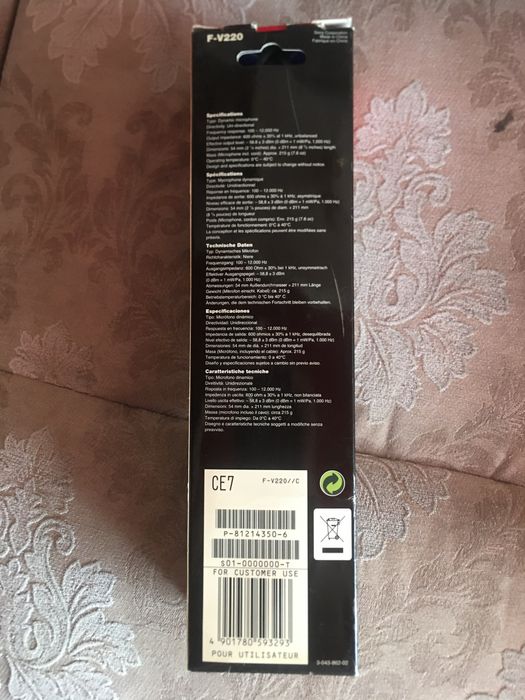 F-V220
Sony Corporation
Made in China
Fabriqué en Chine
Specifications
Type: Dynamic microphone
Directivity: Uni-directional
Frequency response: 100 – 12,000 Hz
Output impedance: 600 ohms ± 30% at 1 kHz, unbalanced
Effective output level: – 58,8 ± 3 dBm (0 dBm = 1 mW/Pa, 1,000 Hz)
Dimensions: 54 mm (2 ⅛ inches) dia. × 211 mm (8 ⅜ inches) length
Mass (Microphone incl. cord): Approx. 215 g (7.6 oz)
Operating temperature: 0°C – 40°C
Design and specifications are subject to change without notice.
Spécifications
Type: Mycrophone dynamique
Directivité: Unidirectionnel
Réponse en fréquence: 100 – 12.000 Hz
Impédance de sortie: 600 ohms ± 30% à 1 kHz, asymétrique
Niveau efficace de sortie: – 58,8 ± 3 dBm (0 dBm = 1 mW/Pa, 1.000 Hz)
Dimensions: 54 mm (2 ⅛ pouces) de diam. × 211 mm
(8 ⅜ pouces) de longueur
Poids (Microphone, cordon compris): Env. 215 g (7.6 oz)
Température de fonctionnement: 0°C à 40°C
La conception et les spécifications peuvent être modifiées sans
préavis.
Technische Daten
Typ: Dynamisches Mikrofon
Richtcharakteristik: Niere
Frequenzgang: 100 – 12.000 Hz
Ausgangsimpedanz: 600 Ohm ± 30% bei 1 kHz, unsymmetrisch
Effektiver Ausgangspegel: – 58,8 ± 3 dBm
(0 dBm = 1 mW/Pa, 1.000 Hz)
Abmessungen: 54 mm Außendurchmesser × 211 mm Länge
Gewicht (Mikrofon einschl. Kabel): ca. 215 g
Betriebstemperaturbereich: 0 °C bis 40° C
Änderungen, die dem technischen Fortschritt dienen, bleiben vorbehalten.
Especificaciones
Tipo: Micrófono dinámico
Directividad: Unidireccional
Respuesta en frecuencia: 100 – 12.000 Hz
Impedancia de salida: 600 ohmios ± 30% a 1 kHz, desequilibrada
Nivel efectivo de salida: – 58,8 ± 3 dBm (0 dBm = 1 mW/Pa, 1.000 Hz)
Dimensiones: 54 mm de diá. × 211 mm de longitud
Masa (Micrófono, incluyendo el cable): Aprox. 215 g
Temperatura de funcionamiento: 0 a 40°C
Diseño y especificaciones sujetos a cambio sin previo aviso.
Caratteristiche tecniche
Tipo: Microfono dinamico
Direttività: Unidirezionale
Risposta in frequenza: 100 – 12.000 Hz
Impedenza in uscita: 600 ohm ± 30% a 1 kHz, non bilanciata
Livello uscita effettivo: – 58,8 ± 3 dBm (0 dBm = 1 mW/Pa, 1.000 Hz)
Dimensioni: 54 mm dia. × 211 mm lunghezza
Massa (microfono incluso il cavo): circa 215 g
Temperatura di impiego: Da 0°C a 40°C
Disegno e caratteristiche tecniche soggetti a modifiche senza
preavviso.
CE7
F-V220//C
P-81214350-6
S01-0000000-T
FOR CUSTOMER USE
4 901780 593293
POUR UTILISATEUR
3-043-862-02